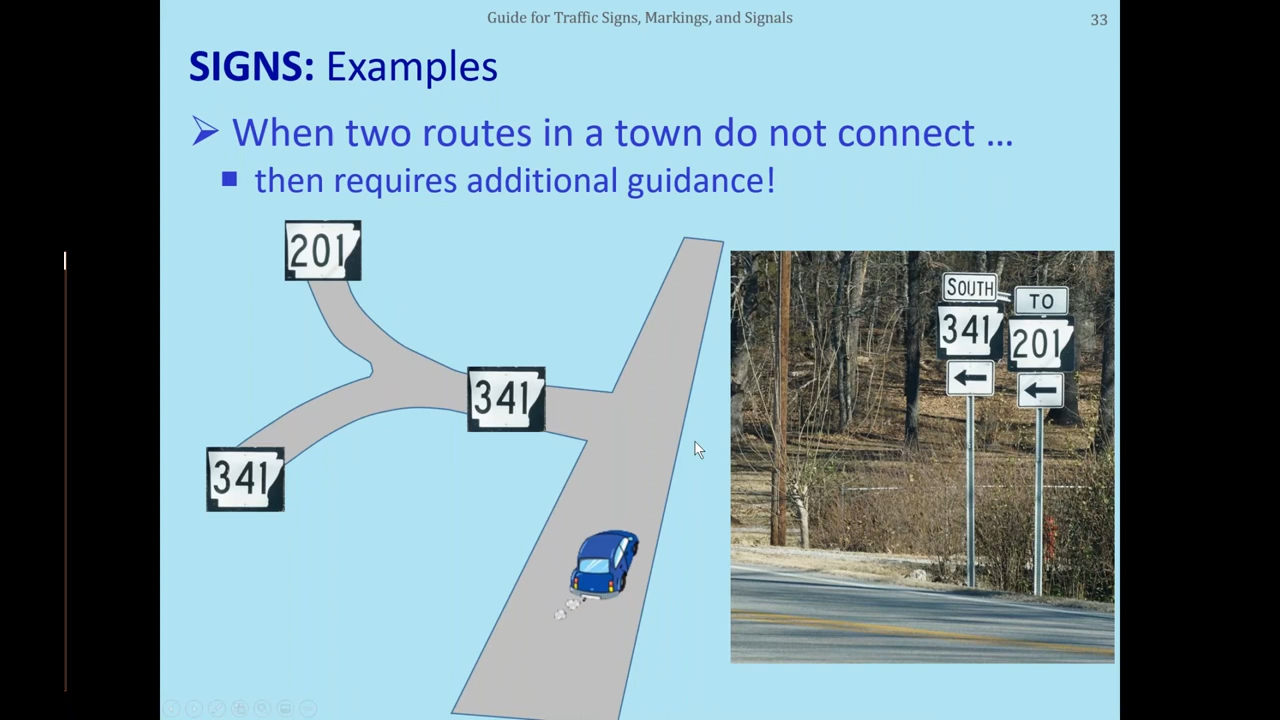 Guide for Traffic Signs, Markings, and Signals
33
SIGNS: Examples
When two routes in a town do not connect …
then requires additional guidance!
201
341
341
SOUTH
341
TO
201